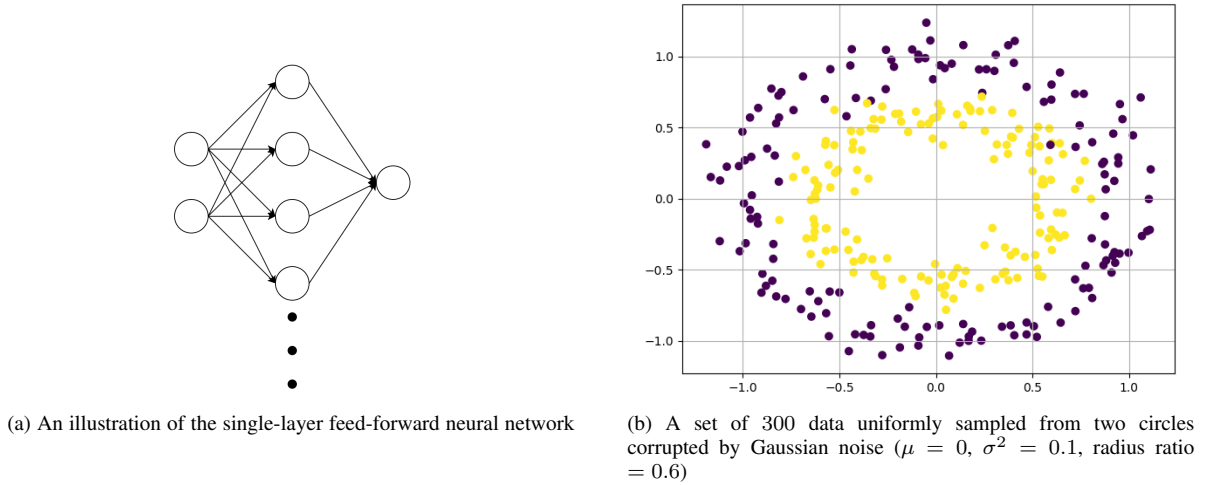 1.0
0.5
0.0
−0.5
−1.0
−1.0 −0.5 0.0 0.5 1.0
(a) An illustration of the single-layer feed-forward neural network
(b) A set of 300 data uniformly sampled from two circles
corrupted by Gaussian noise (μ = 0, σ² = 0.1, radius ratio
= 0.6)